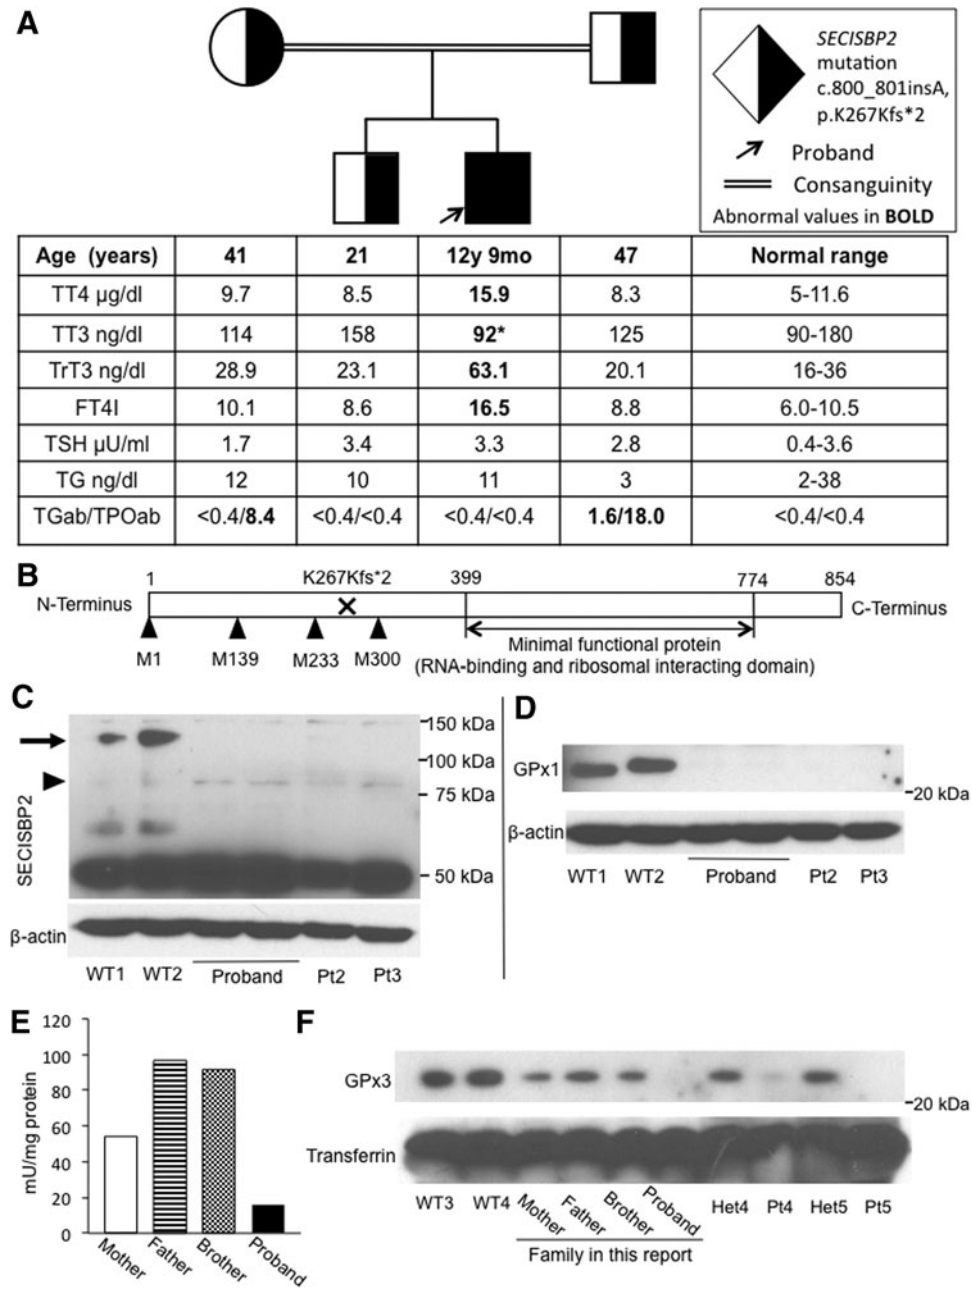 A
SECISBP2
mutation
c.800_801insA,
p.K267Kfs*2
Proband
Consanguinity
Abnormal values in BOLD
Age (years) 41 21 12y 9mo 47 Normal range
TT4 µg/dl 9.7 8.5 15.9 8.3 5-11.6
TT3 ng/dl 114 158 92* 125 90-180
TrT3 ng/dl 28.9 23.1 63.1 20.1 16-36
FT4I 10.1 8.6 16.5 8.8 6.0-10.5
TSH µU/ml 1.7 3.4 3.3 2.8 0.4-3.6
TG ng/dl 12 10 11 3 2-38
TGab/TPOab <0.4/8.4 <0.4/<0.4 <0.4/<0.4 1.6/18.0 <0.4/<0.4
B
1 K267Kfs*2 399 774 854
N-Terminus C-Terminus
M1 M139 M233 M300
Minimal functional protein
(RNA-binding and ribosomal interacting domain)
C
150 kDa
100 kDa
75 kDa
50 kDa
SECISBP2
β-actin
WT1 WT2 Proband Pt2 Pt3
D
GPx1
20 kDa
β-actin
WT1 WT2 Proband Pt2 Pt3
E
120
100
80
60
40
20
0
mU/mg protein
Mother Father Brother Proband
F
GPx3
20 kDa
Transferrin
WT3 WT4 Mother Father Brother Proband Het4 Pt4 Het5 Pt5
Family in this report